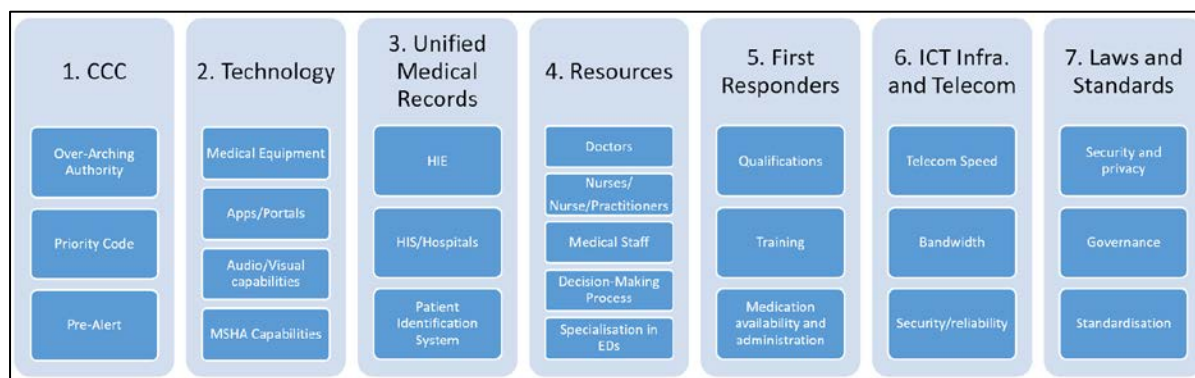 1. CCC
Over-Arching
Authority
Priority Code
Pre-Alert
2. Technology
Medical Equipment
Apps/Portals
Audio/Visual
capabilities
MSHA Capabilities
3. Unified
Medical
Records
HIE
HIS/Hospitals
Patient
Identification
System
4. Resources
Doctors
Nurses/
Nurse/Practitioners
Medical Staff
Decision-Making
Process
Specialisation in
EDs
5. First
Responders
Qualifications
Training
Medication
availability and
administration
6. ICT Infra.
and Telecom
Telecom Speed
Bandwidth
Security/reliability
7. Laws and
Standards
Security and
privacy
Governance
Standardisation